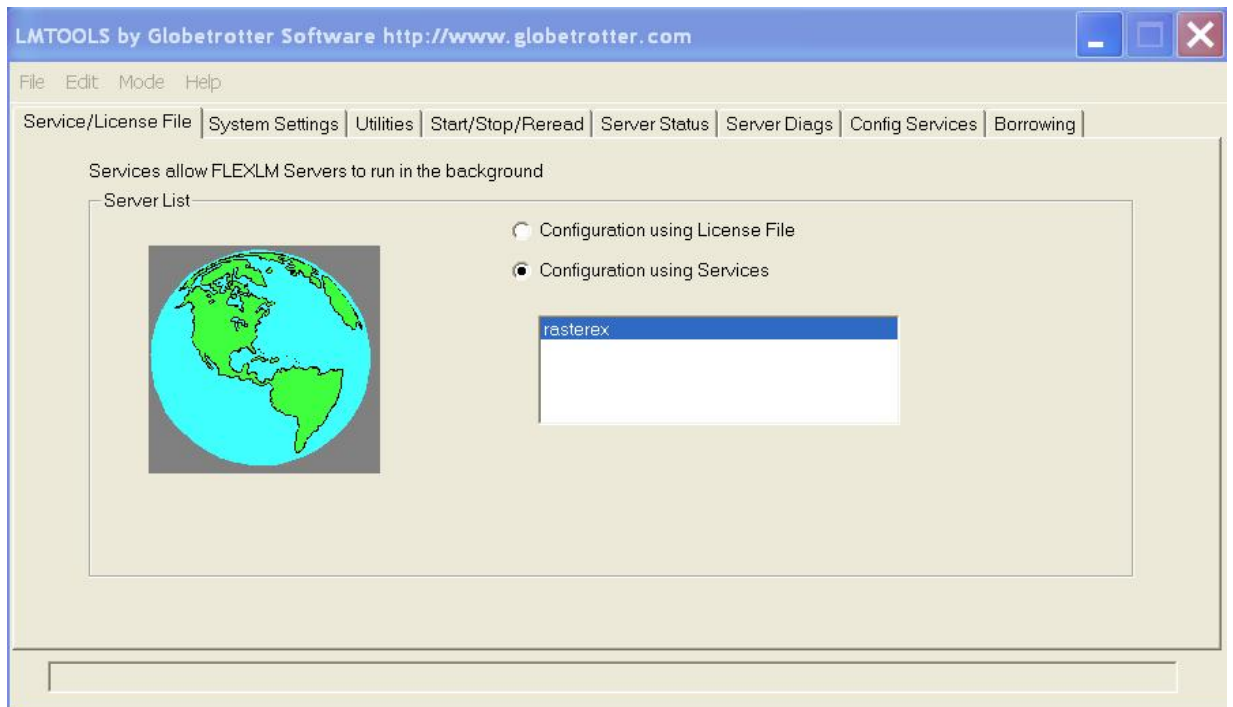 LMTOOLS by Globetrotter Software http://www.globetrotter.com
File Edit Mode Help
Service/License File System Settings Utilities Start/Stop/Reread Server Status Server Diags Config Services Borrowing
Services allow FLEXLM Servers to run in the background
Server List
Configuration using License File
Configuration using Services
rasterex